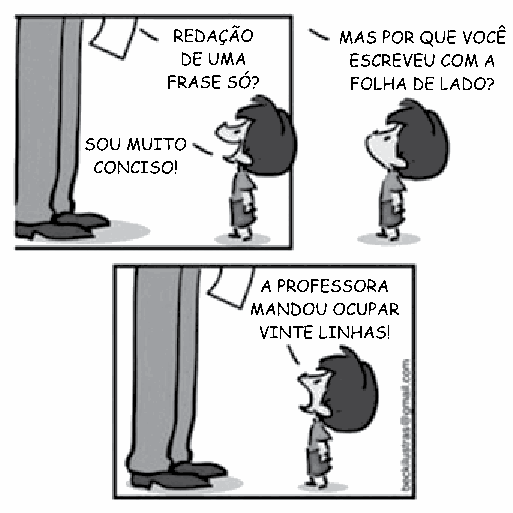 REDAÇÃO
DE UMA
FRASE SÓ?
SOU MUITO
CONCISO!
MAS POR QUE VOCÊ
ESCREVEU COM A
FOLHA DE LADO?
A PROFESSORA
MANDOU OCUPAR
VINTE LINHAS!
beckilustras@gmail.com